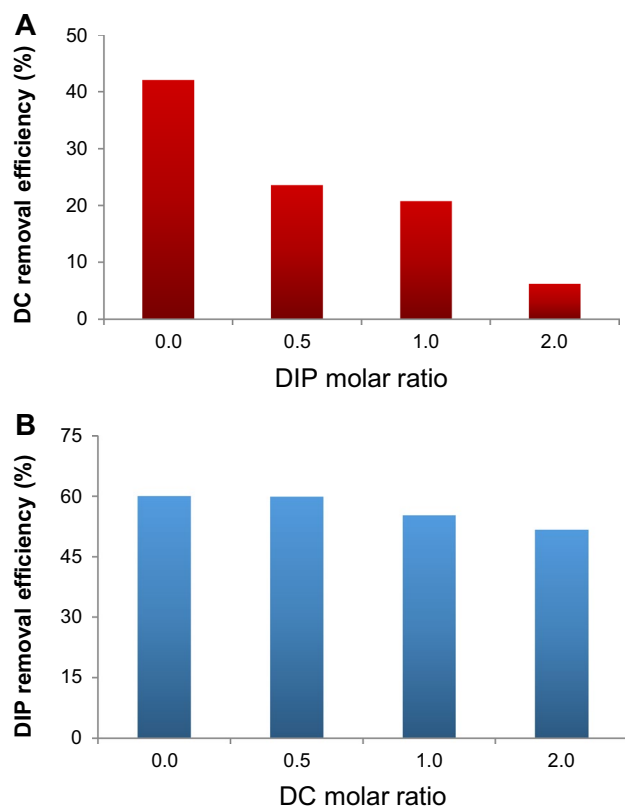 A
DC removal efficiency (%)
50
40
30
20
10
0
0.0 0.5 1.0 2.0
DIP molar ratio
B
DIP removal efficiency (%)
75
60
45
30
15
0
0.0 0.5 1.0 2.0
DC molar ratio